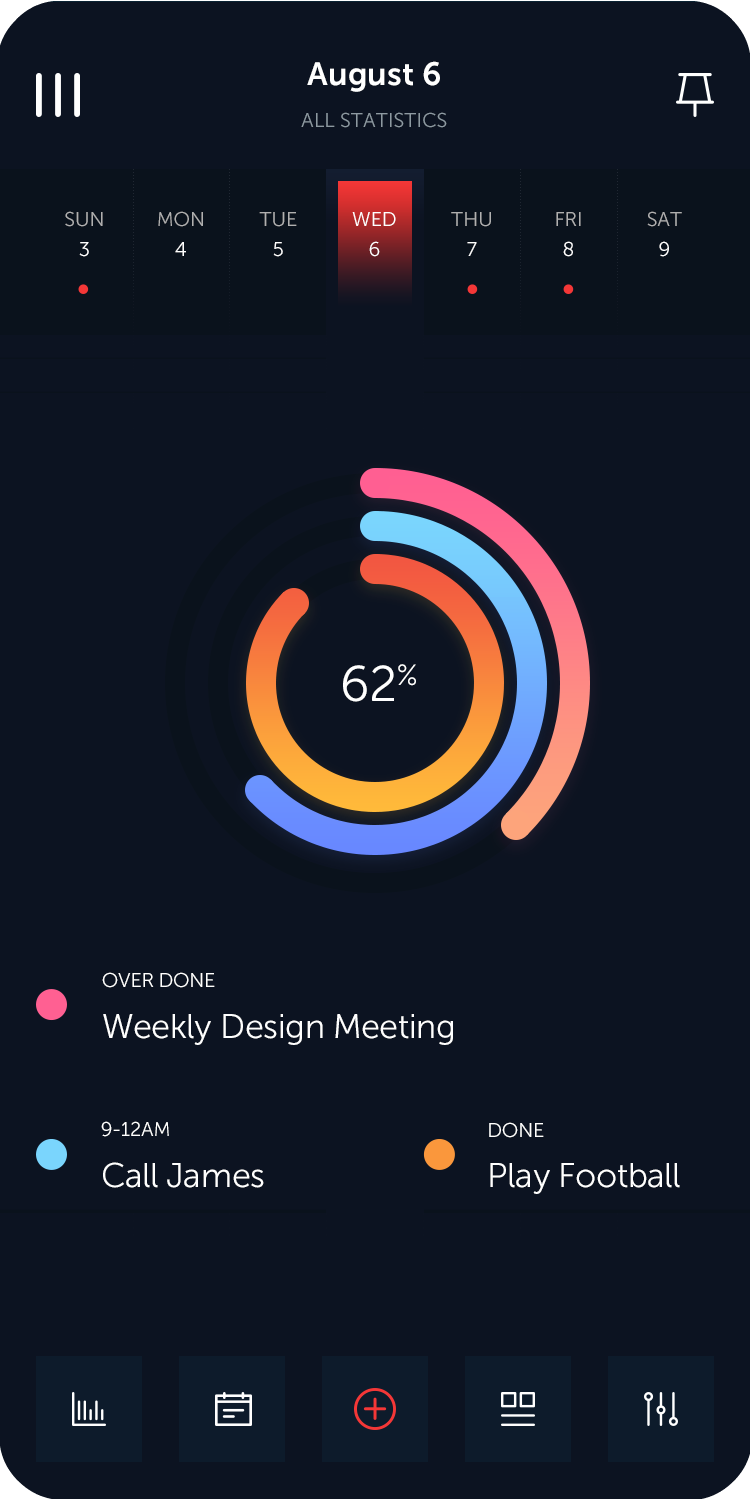 August 6
ALL STATISTICS
SUN MON TUE WED THU FRI SAT
3 4 5 6 7 8 9
62%
OVER DONE
Weekly Design Meeting
9-12AM
Call James
DONE
Play Football